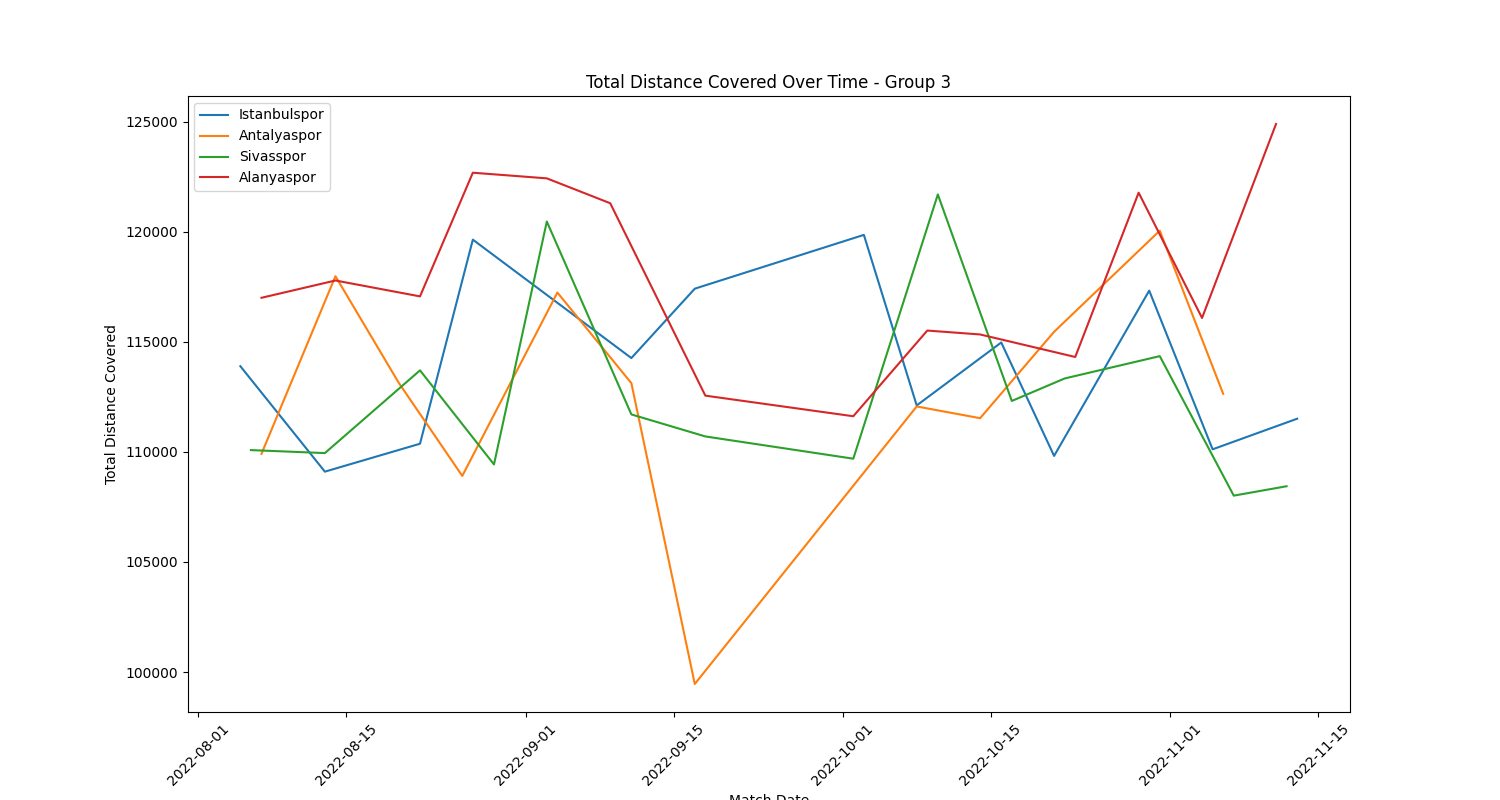 Total Distance Covered Over Time - Group 3
Istanbulspor
Antalyaspor
Sivasspor
Alanyaspor
125000
120000
115000
110000
105000
100000
Total Distance Covered
2022-08-01
2022-08-15
2022-09-01
2022-09-15
2022-10-01
2022-10-15
2022-11-01
2022-11-15
Match Date